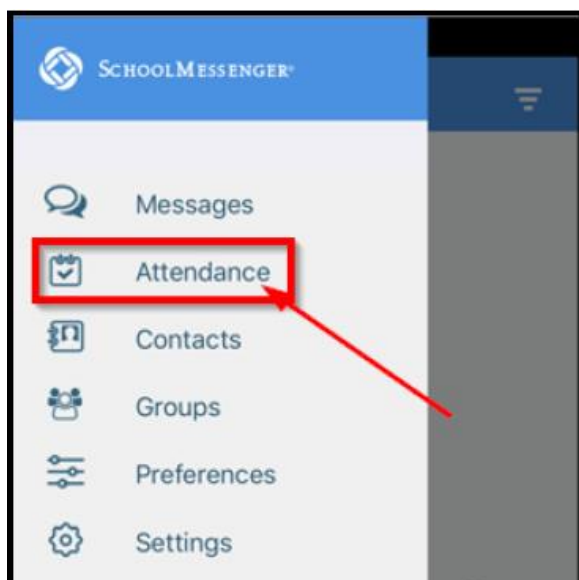 SCHOOLMESSENGER®
Messages
Attendance
Contacts
Groups
Preferences
Settings